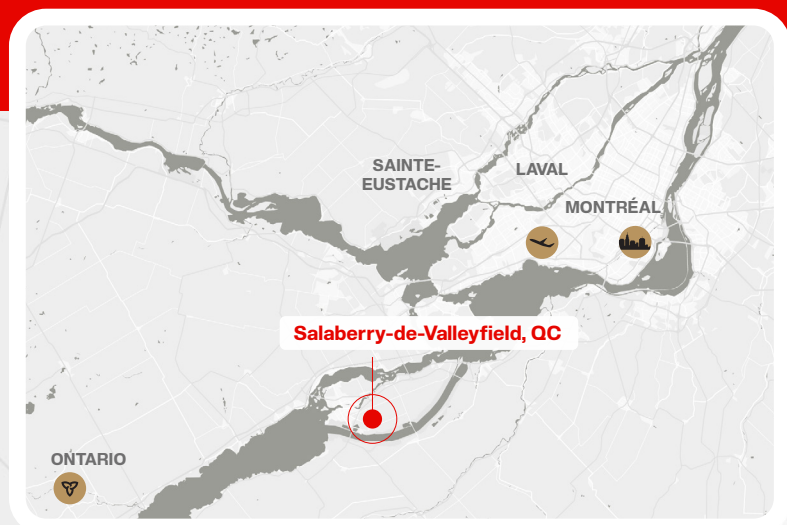 SAINTE-
EUSTACHE
LAVAL
MONTRÉAL
Salaberry-de-Valleyfield, QC
ONTARIO